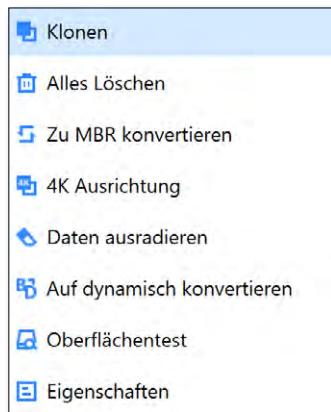 Klonen
Alles Löschen
Zu MBR konvertieren
4K Ausrichtung
Daten ausradieren
Auf dynamisch konvertieren
Oberflächentest
Eigenschaften